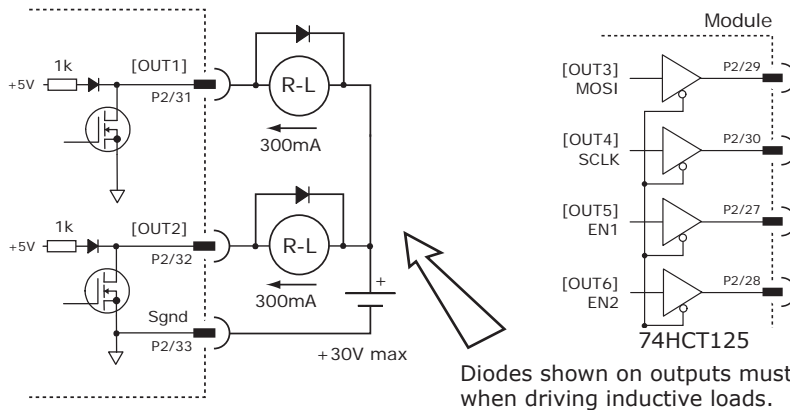 Module
1k
[OUT1]
+5V
P2/31
R-L
300mA
1k
[OUT2]
+5V
P2/32
R-L
300mA
Sgnd
P2/33
+
+30V max
[OUT3]
MOSI
P2/29
[OUT4]
SCLK
P2/30
[OUT5]
EN1
P2/27
[OUT6]
EN2
P2/28
74HCT125
Diodes shown on outputs must
when driving inductive loads.